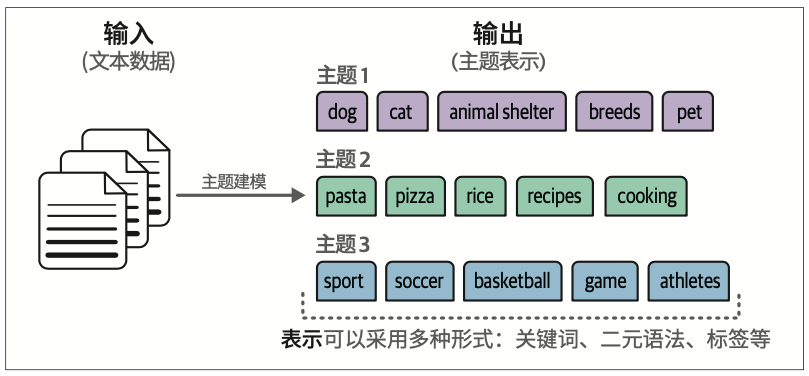 输入
(文本数据)
主题建模
输出
(主题表示)
主题1
dog cat animal shelter breeds pet
主题2
pasta pizza rice recipes cooking
主题3
sport soccer basketball game athletes
表示可以采用多种形式：关键词、二元语法、标签等